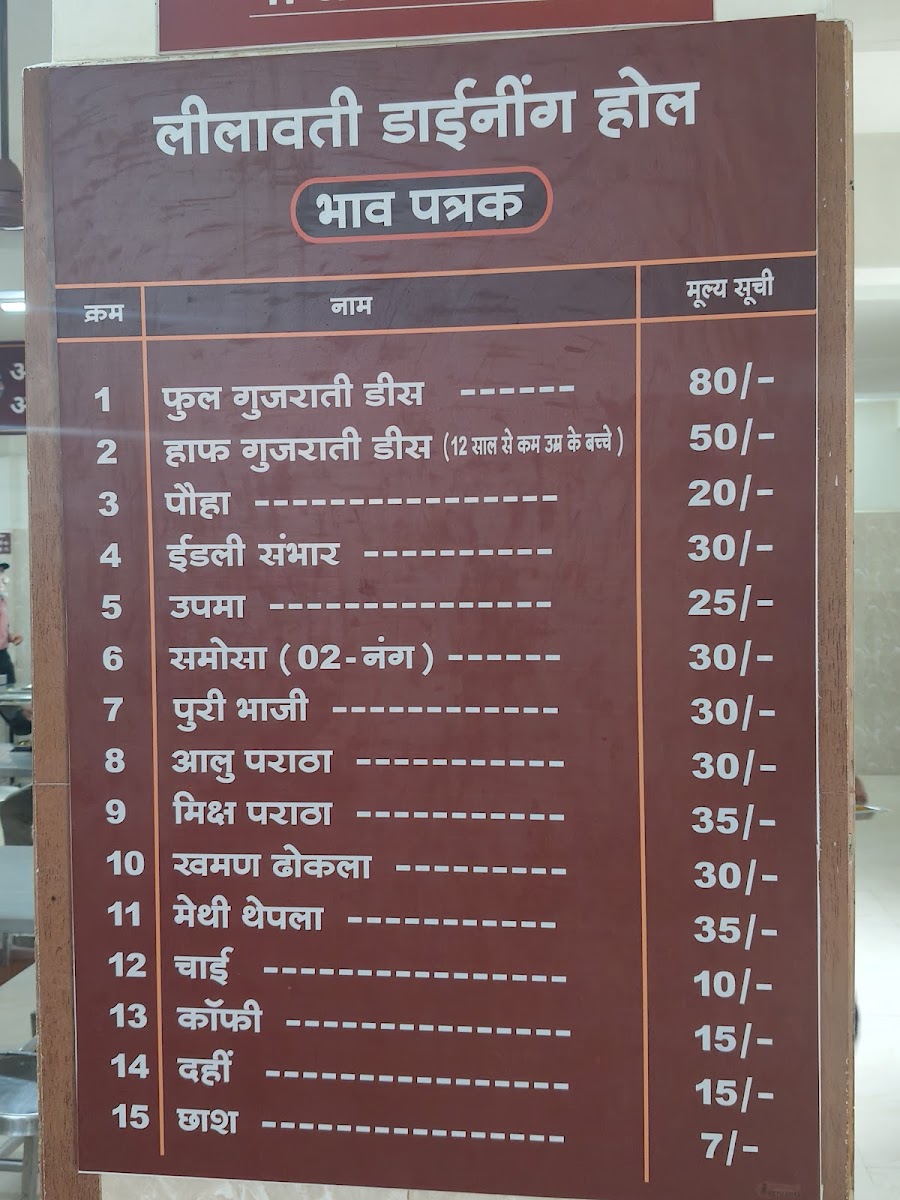 लीलावती डाईनींग होल
भाव पत्रक
क्रम नाम मूल्य सूची
1 फुल गुजराती डीस ------ 80/-
2 हाफ गुजराती डीस (12 साल से कम उम्र के बच्चे) 50/-
3 पौहा ---------------- 20/-
4 ईडली संभार ---------- 30/-
5 उपमा --------------- 25/-
6 समोसा (02-नंग) ------ 30/-
7 पुरी भाजी ------------ 30/-
8 आलु पराठा ----------- 30/-
9 मिक्ष पराठा ----------- 35/-
10 खमण ढोकला --------- 30/-
11 मेथी थेपला ----------- 35/-
12 चाई ---------------- 10/-
13 कॉफी --------------- 15/-
14 दहीं ---------------- 15/-
15 छाश ---------------- 7/-